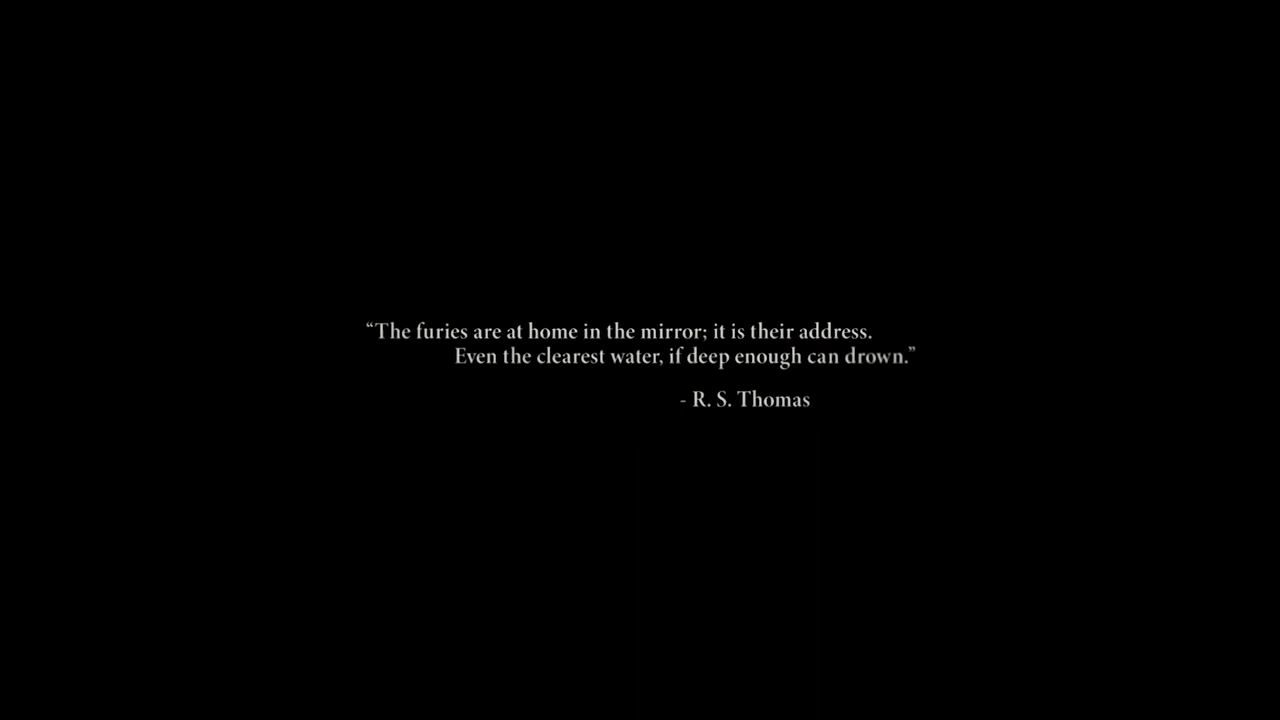 “The furies are at home in the mirror; it is their address.
Even the clearest water, if deep enough can drown.”
- R. S. Thomas